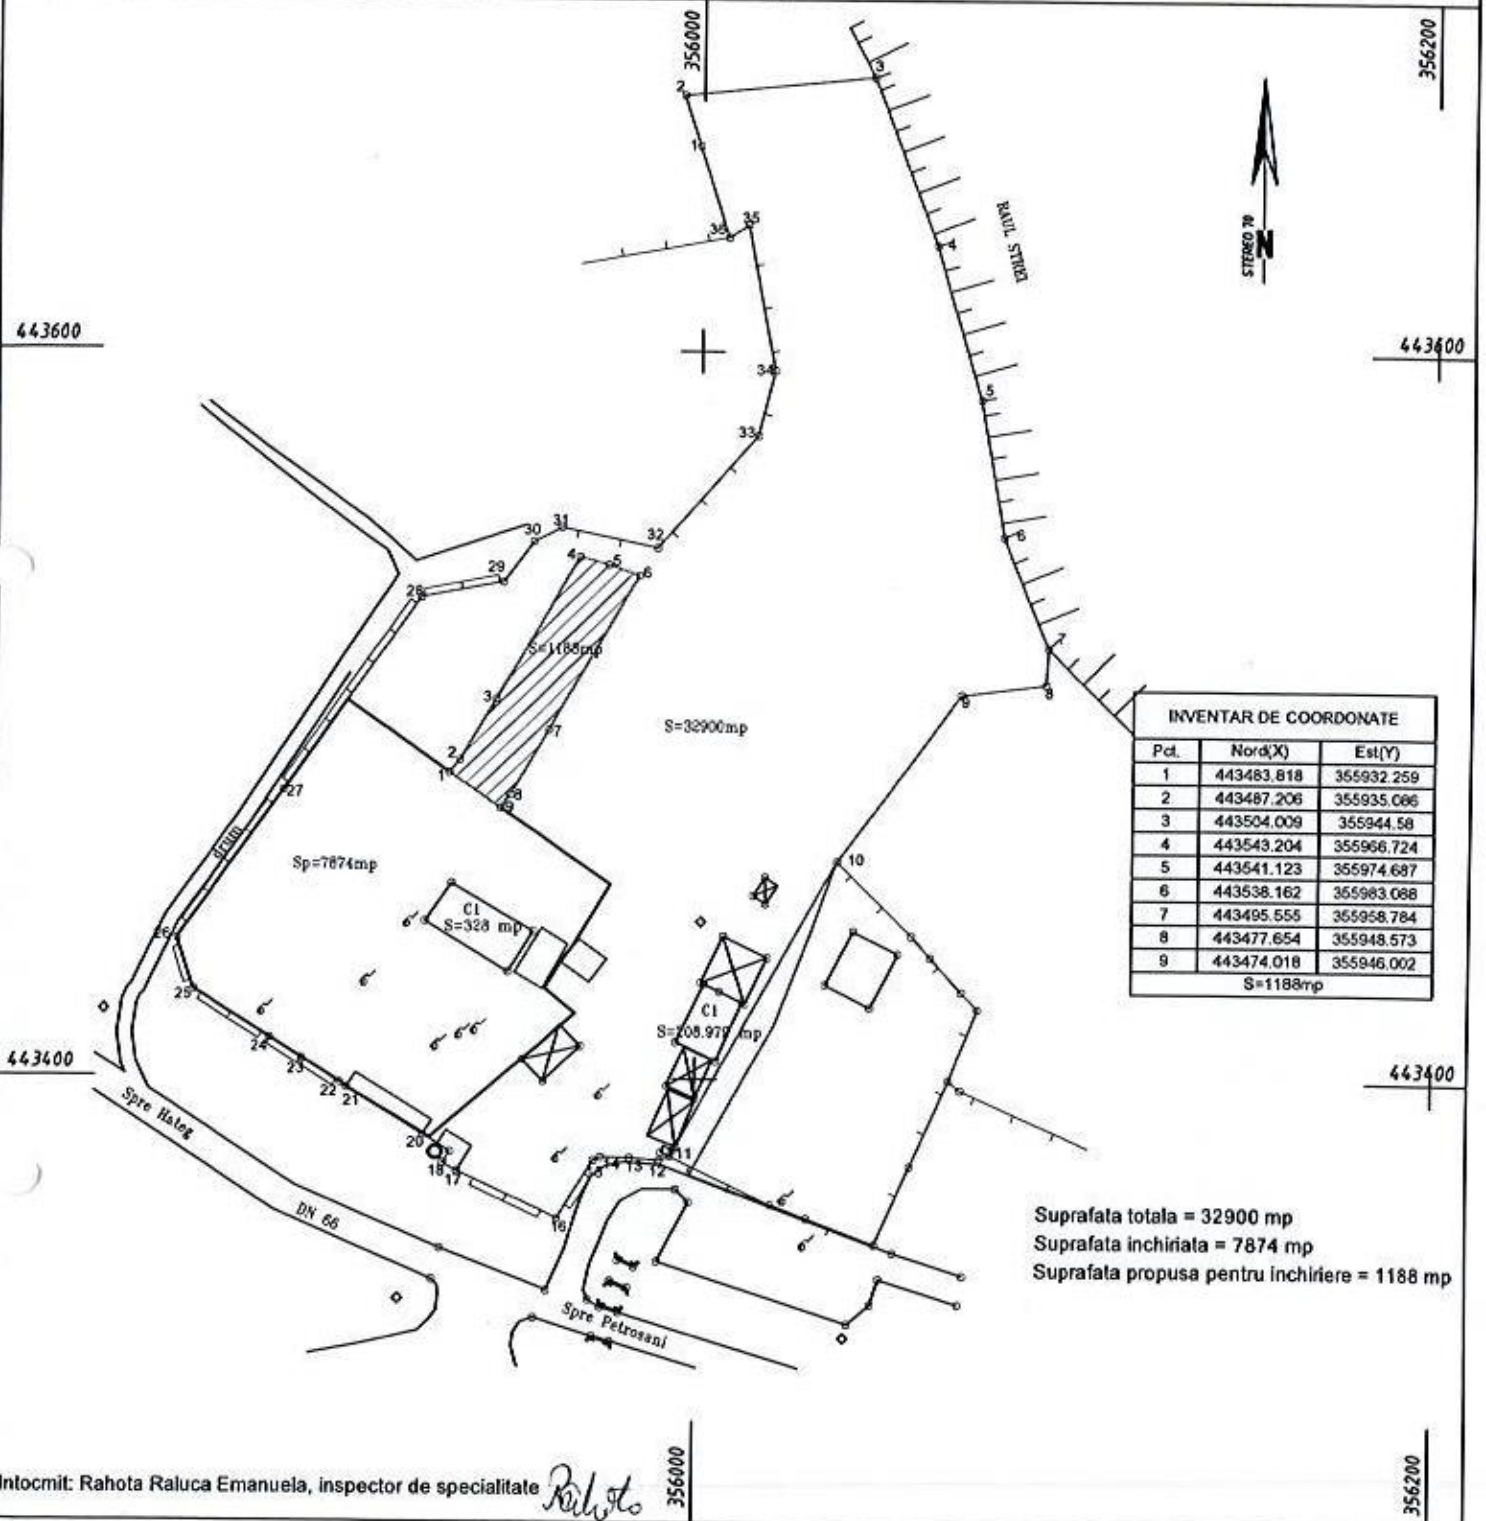 356000
356200
2
3
1
35
36
RAUL STREI
4
STEREO 70
N
443600
443600
34
5
33
31
30
32
6
29
4
5
6
28
7
S=1188mp
8
3
9
S=32900mp
7
2
1
8
9
27
drum
Sp=7874mp
10
C1
S=328 mp
26
25
C1
S=208.979 mp
24
23
22
21
20
18
17
16
14
13
12
11
443400
443400
Spre Hateg
DN 66
Spre Petrosani
INVENTAR DE COORDONATE
Pct. Nord(X) Est(Y)
1 443483.818 355932.259
2 443487.206 355935.086
3 443504.009 355944.58
4 443543.204 355966.724
5 443541.123 355974.687
6 443538.162 355983.088
7 443495.555 355958.784
8 443477.654 355948.573
9 443474.018 355946.002
S=1188mp
Suprafata totala = 32900 mp
Suprafata inchiriata = 7874 mp
Suprafata propusa pentru inchiriere = 1188 mp
Intocmit: Rahota Raluca Emanuela, inspector de specialitate
356000
356200